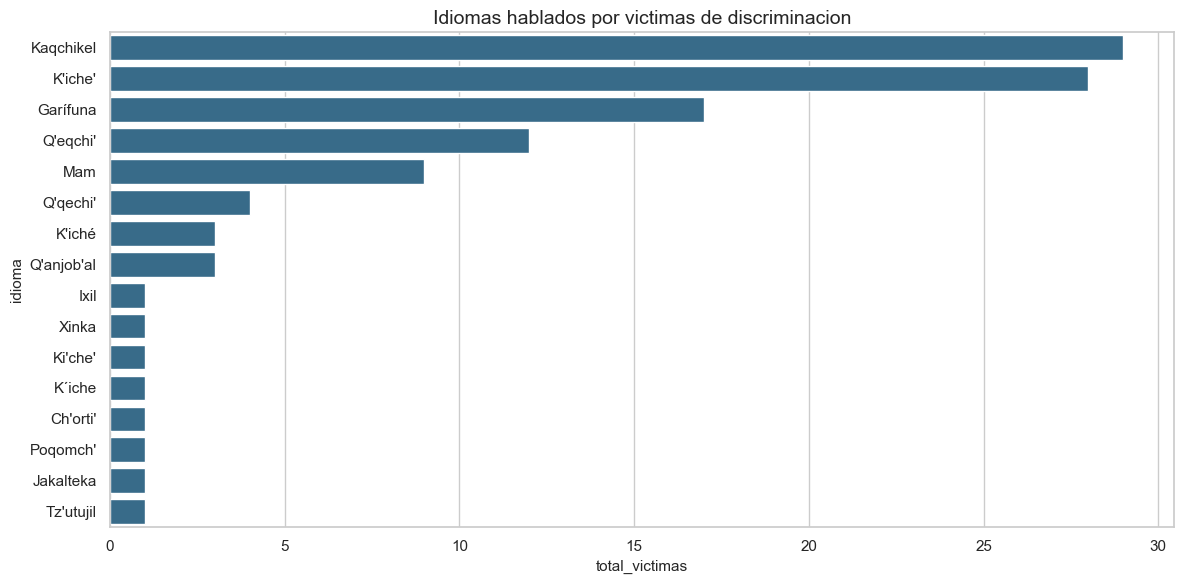 Idiomas hablados por victimas de discriminacion
Kaqchikel
K'iche'
Garífuna
Q'eqchi'
Mam
Q'qechi'
K'iché
Q'anjob'al
Ixil
Xinka
Ki'che'
K´iche
Ch'orti'
Poqomch'
Jakalteka
Tz'utujil
idioma
0 5 10 15 20 25 30
total_victimas